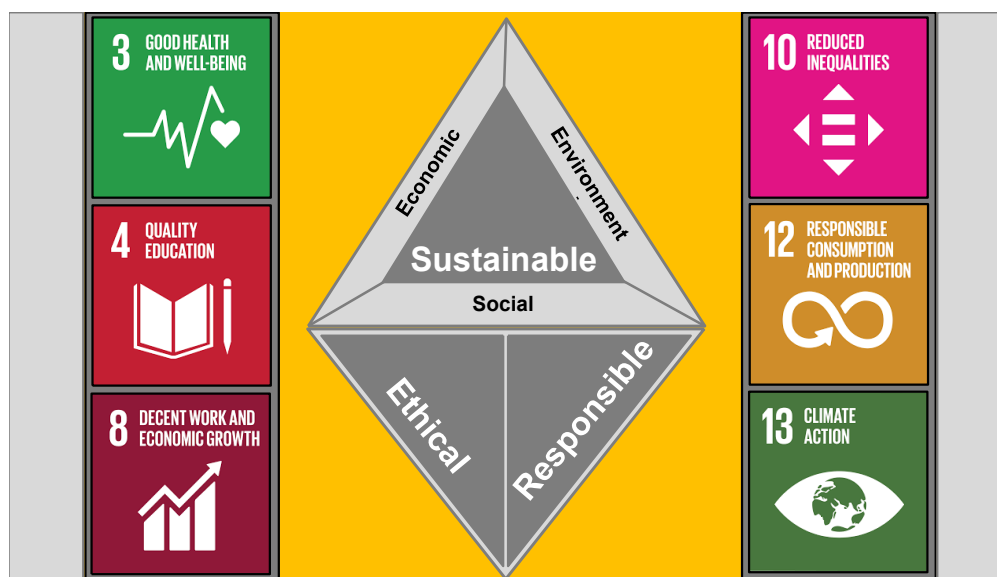 3 GOOD HEALTH
AND WELL-BEING
4 QUALITY
EDUCATION
8 DECENT WORK AND
ECONOMIC GROWTH
Economic
Environment
Sustainable
Social
Ethical
Responsible
10 REDUCED
INEQUALITIES
12 RESPONSIBLE
CONSUMPTION
AND PRODUCTION
13 CLIMATE
ACTION